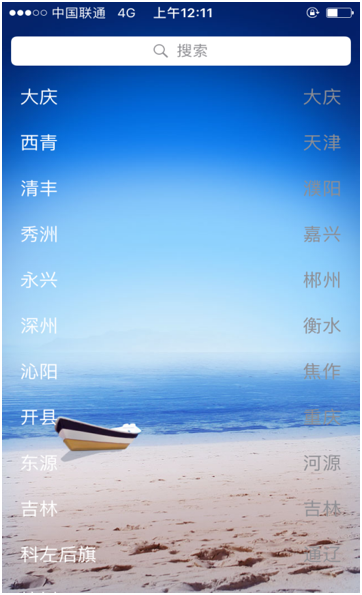 中国联通 4G 上午12:11
搜索
大庆 大庆
西青 天津
清丰 濮阳
秀洲 嘉兴
永兴 郴州
深州 衡水
沁阳 焦作
开县 重庆
东源 河源
吉林 吉林
科左后旗 通辽